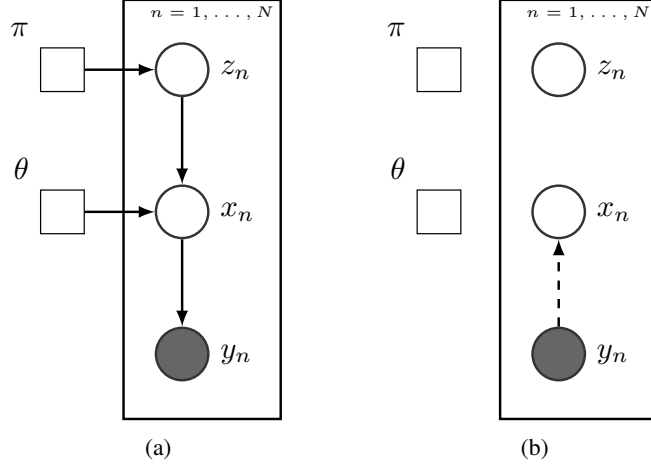 n = 1, . . . , N
π
z_n
θ
x_n
y_n
(a)
n = 1, . . . , N
π
z_n
θ
x_n
y_n
(b)